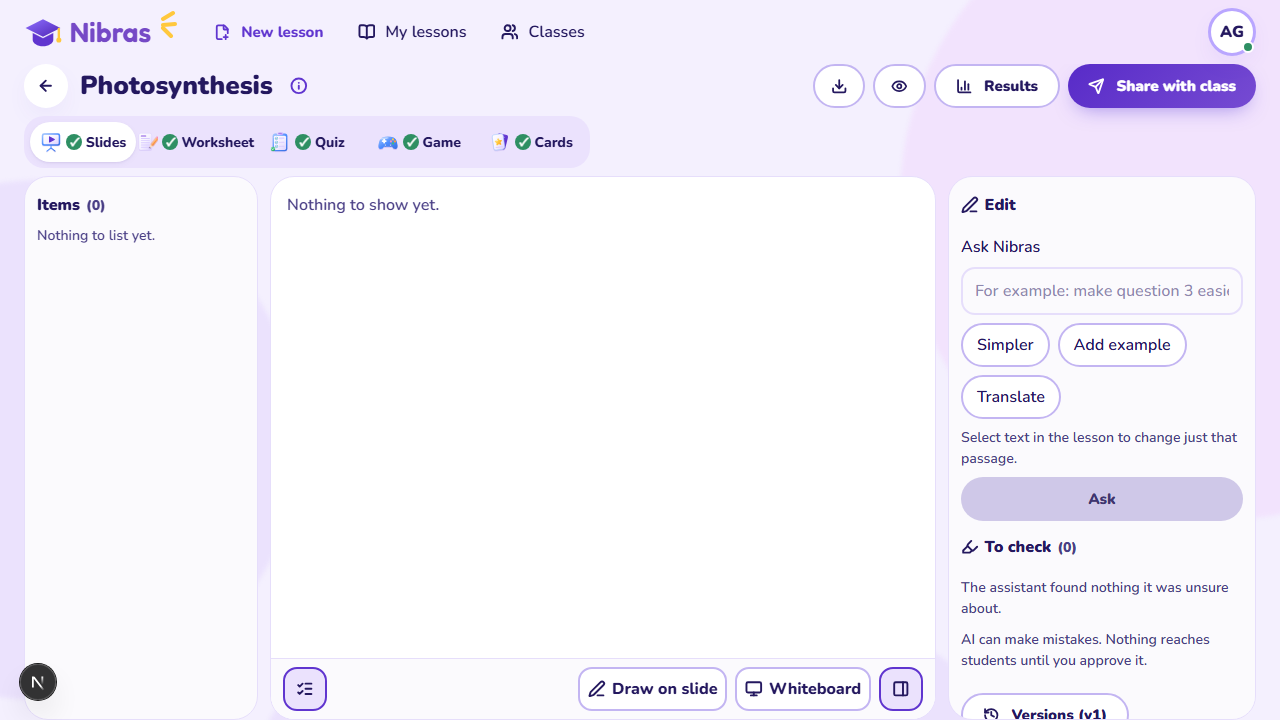 Nibras
New lesson
My lessons
Classes
AG
Photosynthesis
Results
Share with class
Slides
Worksheet
Quiz
Game
Cards
Items (0)
Nothing to list yet.
Nothing to show yet.
Draw on slide
Whiteboard
Edit
Ask Nibras
For example: make question 3 easie
Simpler
Add example
Translate
Select text in the lesson to change just that
passage.
Ask
To check (0)
The assistant found nothing it was unsure
about.
AI can make mistakes. Nothing reaches
students until you approve it.
Versions (v1)
N